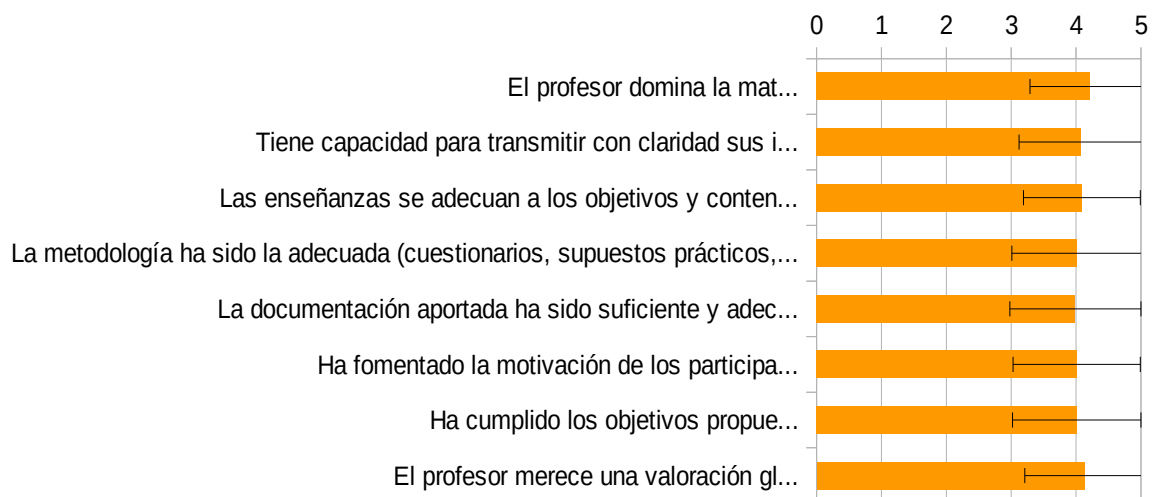 0 1 2 3 4 5
El profesor domina la mat...
Tiene capacidad para transmitir con claridad sus i...
Las enseñanzas se adecuan a los objetivos y conten...
La metodología ha sido la adecuada (cuestionarios, supuestos prácticos,...
La documentación aportada ha sido suficiente y adec...
Ha fomentado la motivación de los participa...
Ha cumplido los objetivos propue...
El profesor merece una valoración gl...